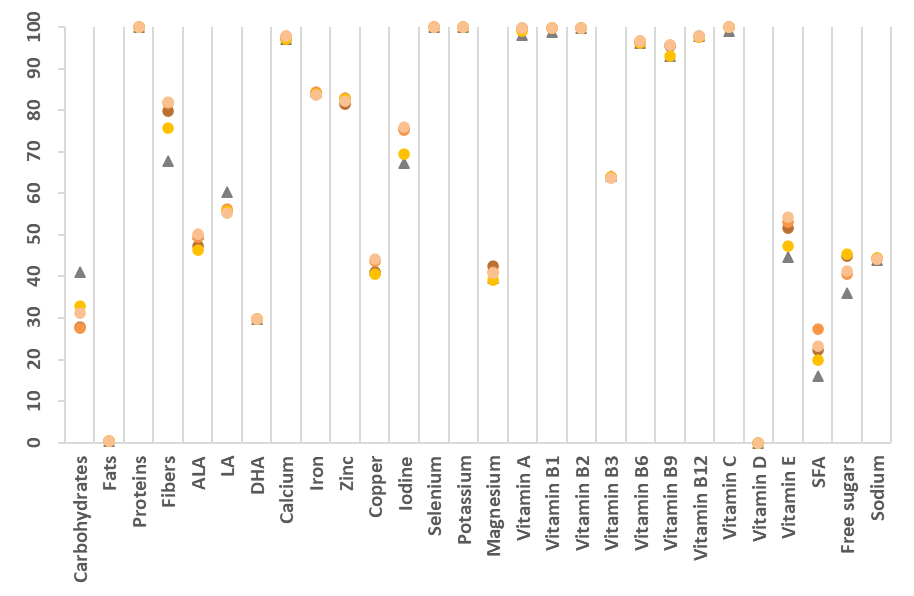 100
90
80
70
60
50
40
30
20
10
0
Carbohydrates
Fats
Proteins
Fibers
ALA
LA
DHA
Calcium
Iron
Zinc
Copper
Iodine
Selenium
Potassium
Magnesium
Vitamin A
Vitamin B1
Vitamin B2
Vitamin B3
Vitamin B6
Vitamin B9
Vitamin B12
Vitamin C
Vitamin D
Vitamin E
SFA
Free sugars
Sodium